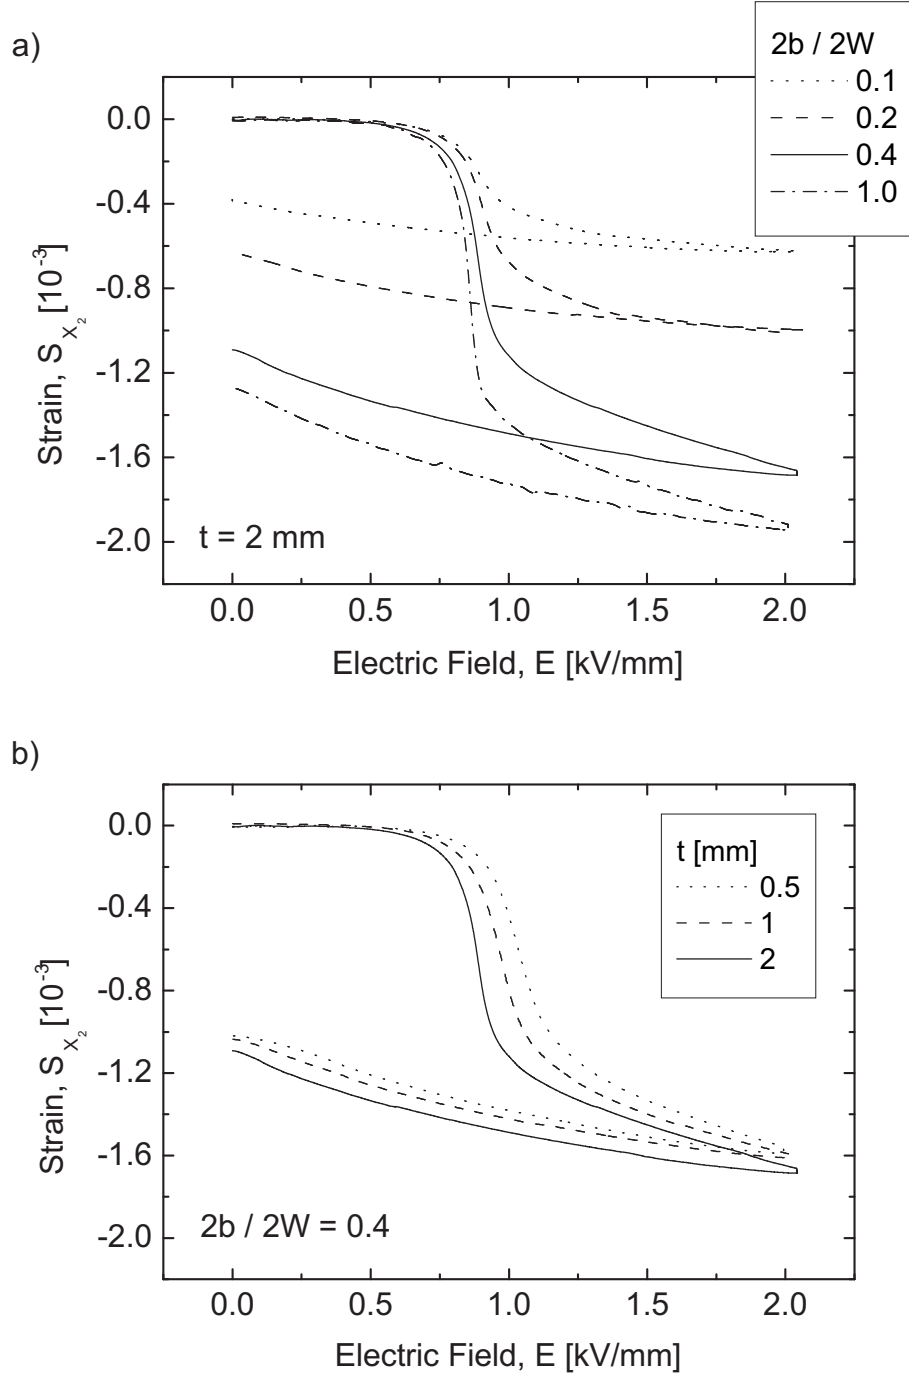 a)
2b / 2W
0.1
0.2
0.4
1.0
0.0
-0.4
-0.8
-1.2
-1.6
-2.0
Strain, S_{X_2} [10^{-3}]
t = 2 mm
0.0 0.5 1.0 1.5 2.0
Electric Field, E [kV/mm]
b)
t [mm]
0.5
1
2
0.0
-0.4
-0.8
-1.2
-1.6
-2.0
Strain, S_{X_2} [10^{-3}]
2b / 2W = 0.4
0.0 0.5 1.0 1.5 2.0
Electric Field, E [kV/mm]